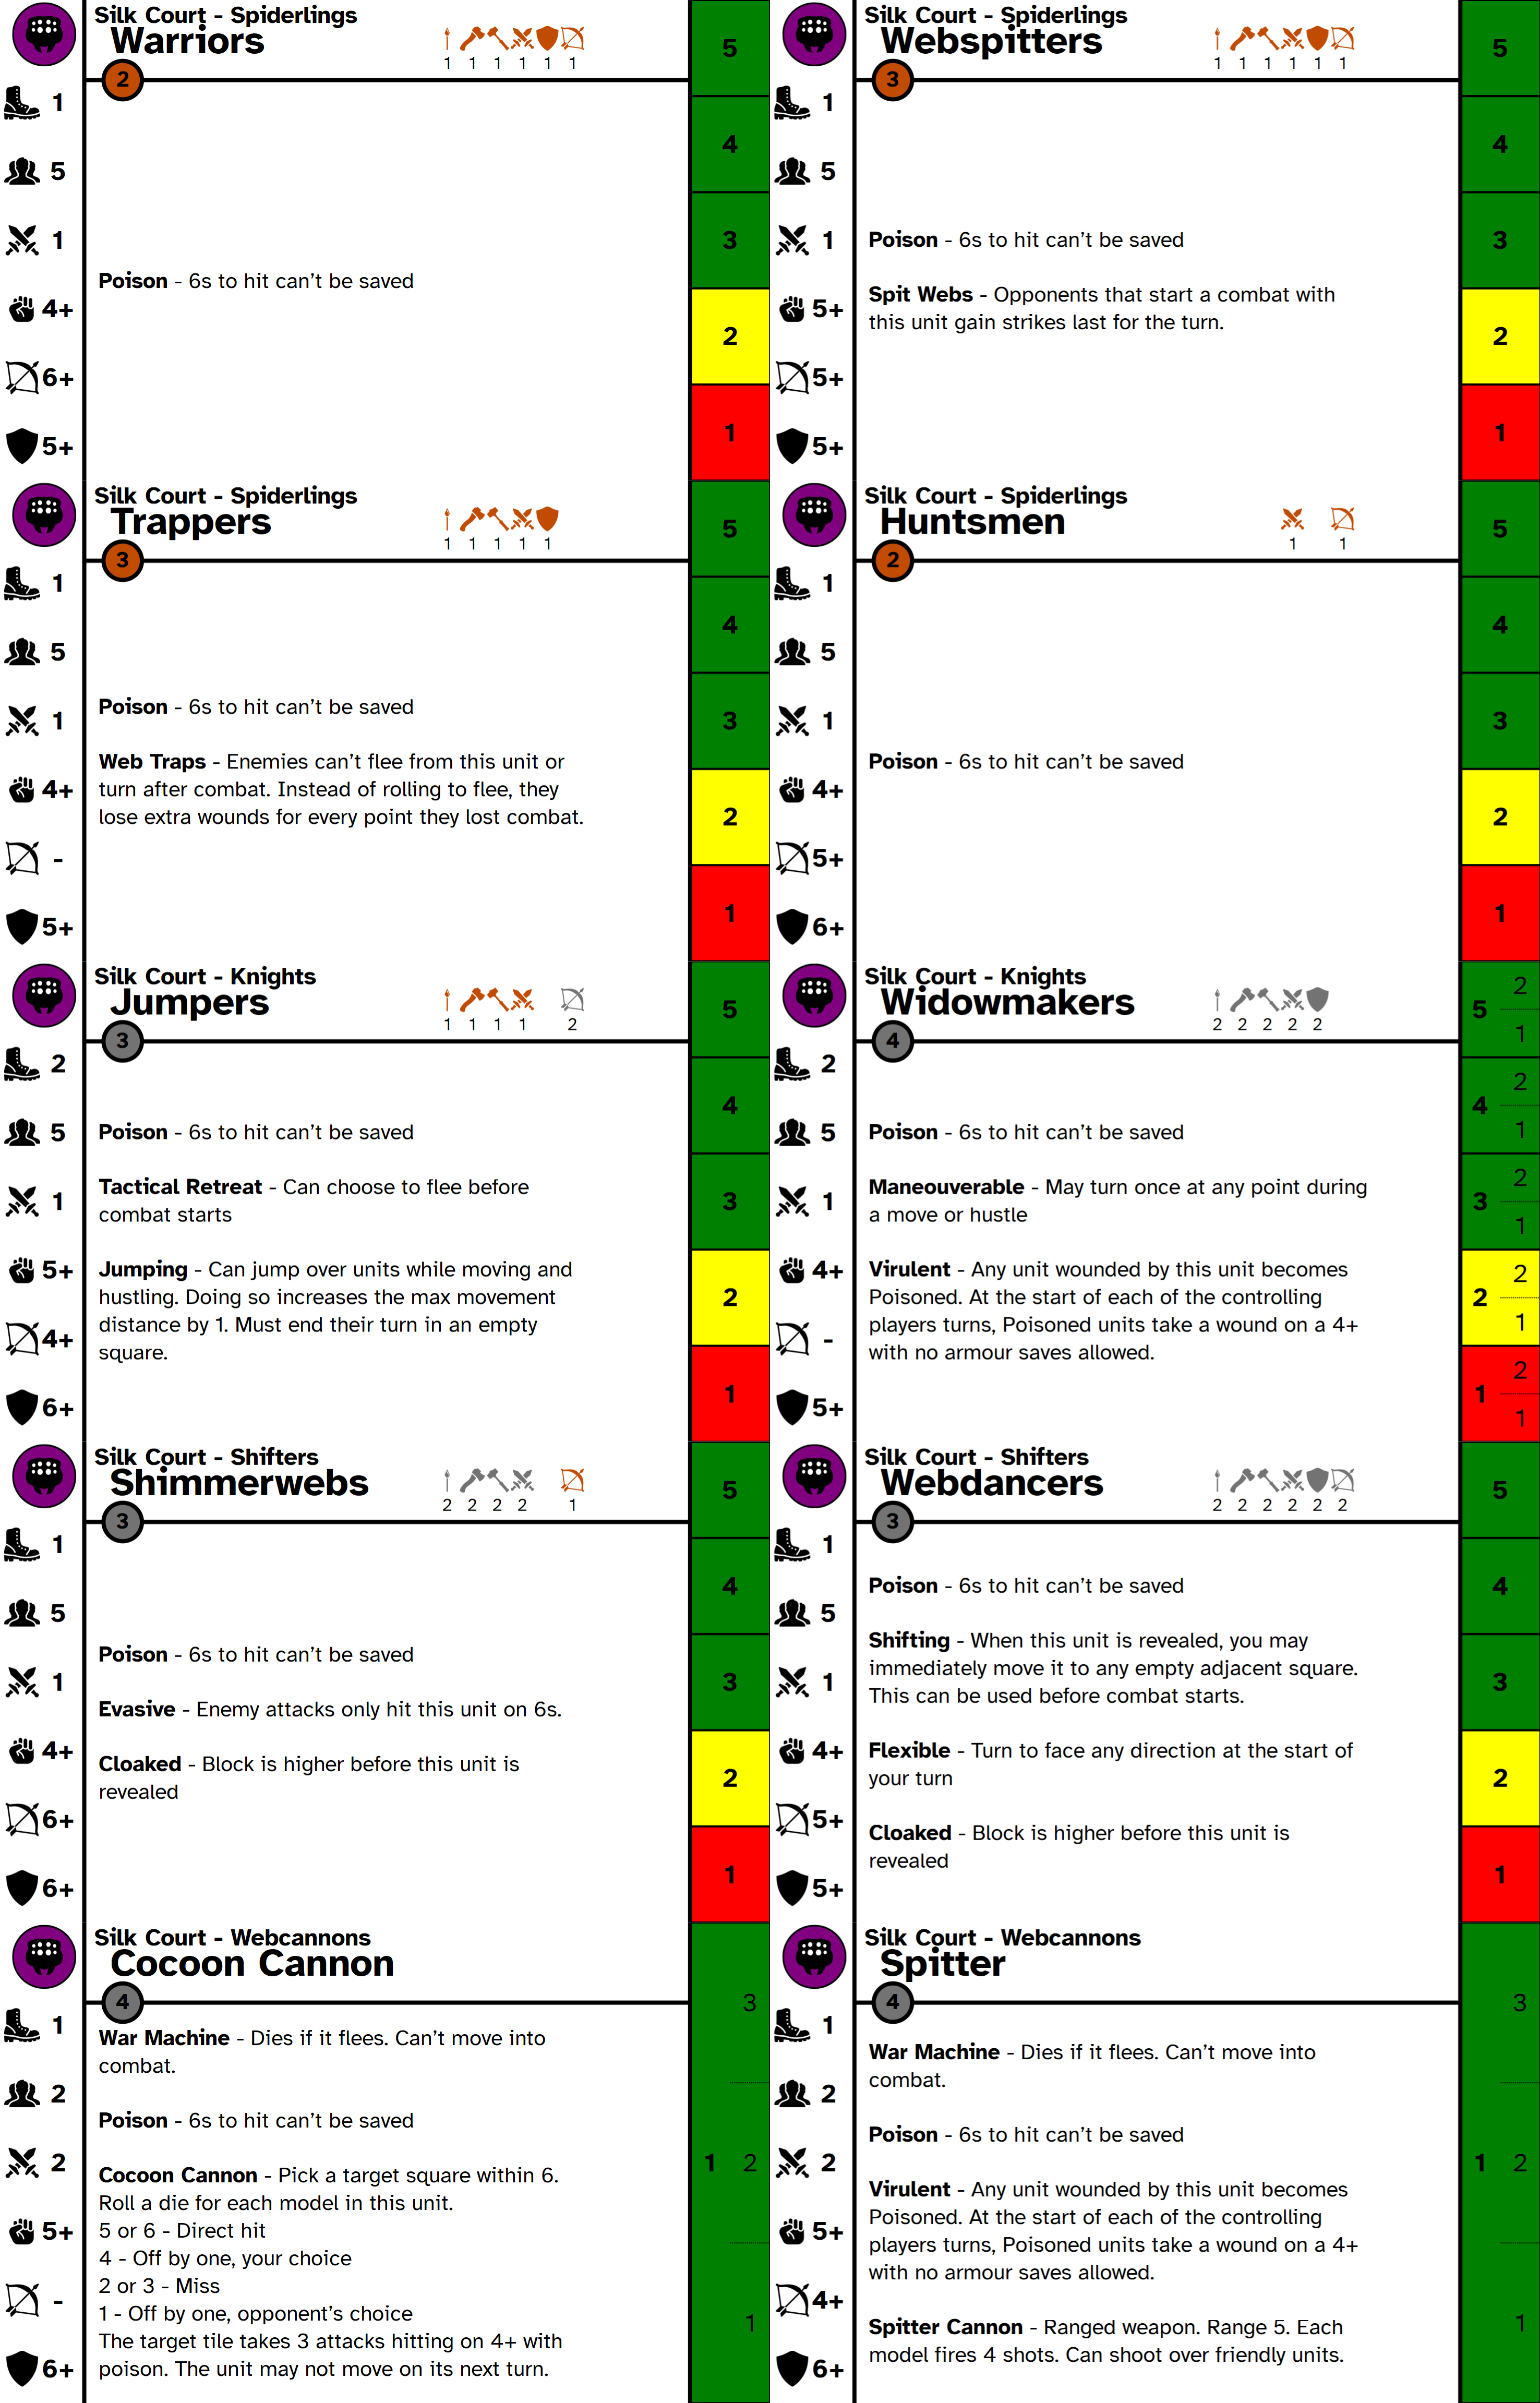 Silk Court - Spiderlings
Warriors
1 1 1 1 1 1
2
1
5
1
4+
6+
5+
Poison - 6s to hit can't be saved
5
4
3
2
1
Silk Court - Spiderlings
Webspitters
1 1 1 1 1 1
3
1
5
1
5+
5+
5+
Poison - 6s to hit can't be saved
Spit Webs - Opponents that start a combat with
this unit gain strikes last for the turn.
5
4
3
2
1
Silk Court - Spiderlings
Trappers
1 1 1 1 1
3
1
5
1
4+
-
5+
Poison - 6s to hit can't be saved
Web Traps - Enemies can't flee from this unit or
turn after combat. Instead of rolling to flee, they
lose extra wounds for every point they lost combat.
5
4
3
2
1
Silk Court - Spiderlings
Huntsmen
1 1
2
1
5
1
4+
5+
6+
Poison - 6s to hit can't be saved
5
4
3
2
1
Silk Court - Knights
Jumpers
1 1 1 1 2
3
2
5
1
5+
4+
6+
Poison - 6s to hit can't be saved
Tactical Retreat - Can choose to flee before
combat starts
Jumping - Can jump over units while moving and
hustling. Doing so increases the max movement
distance by 1. Must end their turn in an empty
square.
5
4
3
2
1
Silk Court - Knights
Widowmakers
2 2 2 2 2
4
2
5
1
4+
-
5+
Poison - 6s to hit can't be saved
Maneouverable - May turn once at any point during
a move or hustle
Virulent - Any unit wounded by this unit becomes
Poisoned. At the start of each of the controlling
players turns, Poisoned units take a wound on a 4+
with no armour saves allowed.
5 2
1
4 2
1
3 2
1
2 2
1
1 2
1
Silk Court - Shifters
Shimmerwebs
2 2 2 2 1
3
1
5
1
4+
6+
6+
Poison - 6s to hit can't be saved
Evasive - Enemy attacks only hit this unit on 6s.
Cloaked - Block is higher before this unit is
revealed
5
4
3
2
1
Silk Court - Shifters
Webdancers
2 2 2 2 2 2
3
1
5
1
4+
5+
5+
Poison - 6s to hit can't be saved
Shifting - When this unit is revealed, you may
immediately move it to any empty adjacent square.
This can be used before combat starts.
Flexible - Turn to face any direction at the start of
your turn
Cloaked - Block is higher before this unit is
revealed
5
4
3
2
1
Silk Court - Webcannons
Cocoon Cannon
4
1
2
2
5+
-
6+
War Machine - Dies if it flees. Can't move into
combat.
Poison - 6s to hit can't be saved
Cocoon Cannon - Pick a target square within 6.
Roll a die for each model in this unit.
5 or 6 - Direct hit
4 - Off by one, your choice
2 or 3 - Miss
1 - Off by one, opponent's choice
The target tile takes 3 attacks hitting on 4+ with
poison. The unit may not move on its next turn.
3
1 2
1
Silk Court - Webcannons
Spitter
4
1
2
2
5+
4+
6+
War Machine - Dies if it flees. Can't move into
combat.
Poison - 6s to hit can't be saved
Virulent - Any unit wounded by this unit becomes
Poisoned. At the start of each of the controlling
players turns, Poisoned units take a wound on a 4+
with no armour saves allowed.
Spitter Cannon - Ranged weapon. Range 5. Each
model fires 4 shots. Can shoot over friendly units.
3
1 2
1